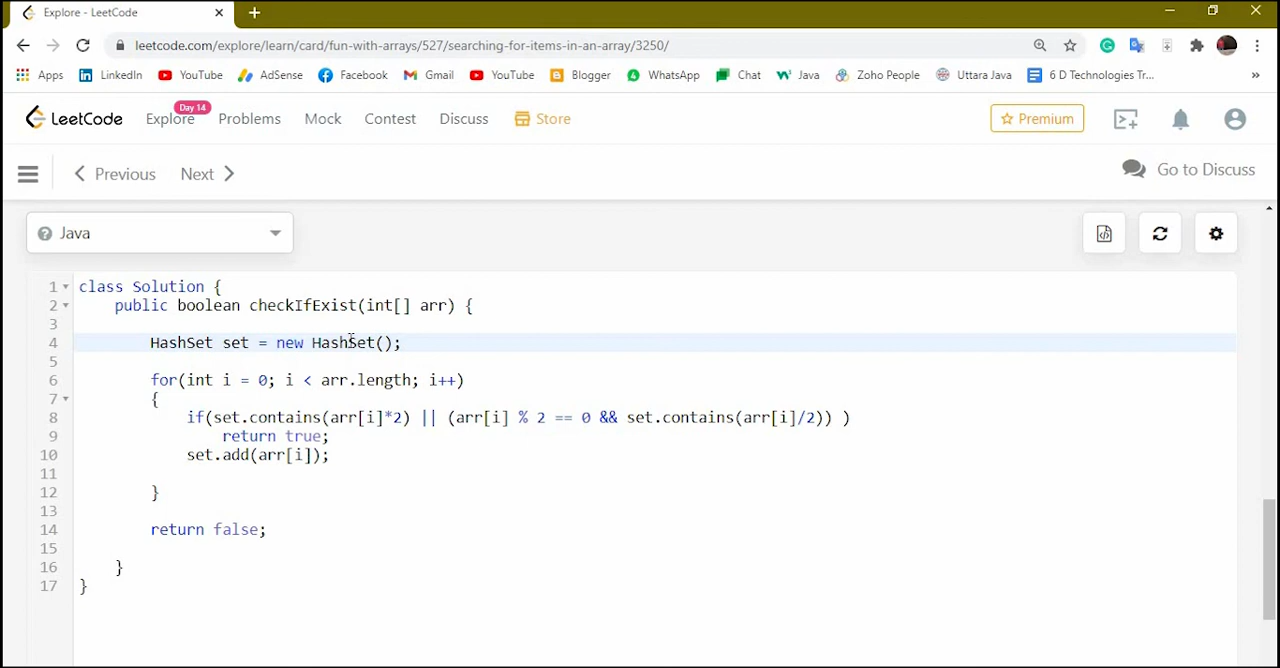 Explore - LeetCode
leetcode.com/explore/learn/card/fun-with-arrays/527/searching-for-items-in-an-array/3250/
Apps LinkedIn YouTube AdSense Facebook Gmail YouTube Blogger WhatsApp Chat Java Zoho People Uttara Java 6 D Technologies Tr... »
Day 14
LeetCode Explore Problems Mock Contest Discuss Store Premium
Previous Next Go to Discuss
Java
1 class Solution {
2 public boolean checkIfExist(int[] arr) {
3
4 HashSet set = new HashSet();
5
6 for(int i = 0; i < arr.length; i++)
7 {
8 if(set.contains(arr[i]*2) || (arr[i] % 2 == 0 && set.contains(arr[i]/2)) )
9 return true;
10 set.add(arr[i]);
11
12 }
13
14 return false;
15
16 }
17 }